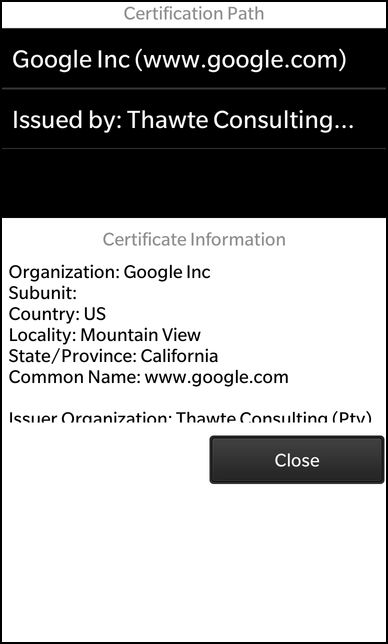 Certification Path
Google Inc (www.google.com)
Issued by: Thawte Consulting...
Certificate Information
Organization: Google Inc
Subunit:
Country: US
Locality: Mountain View
State/Province: California
Common Name: www.google.com
Issuer Organization: Thawte Consulting (Pty)
Close